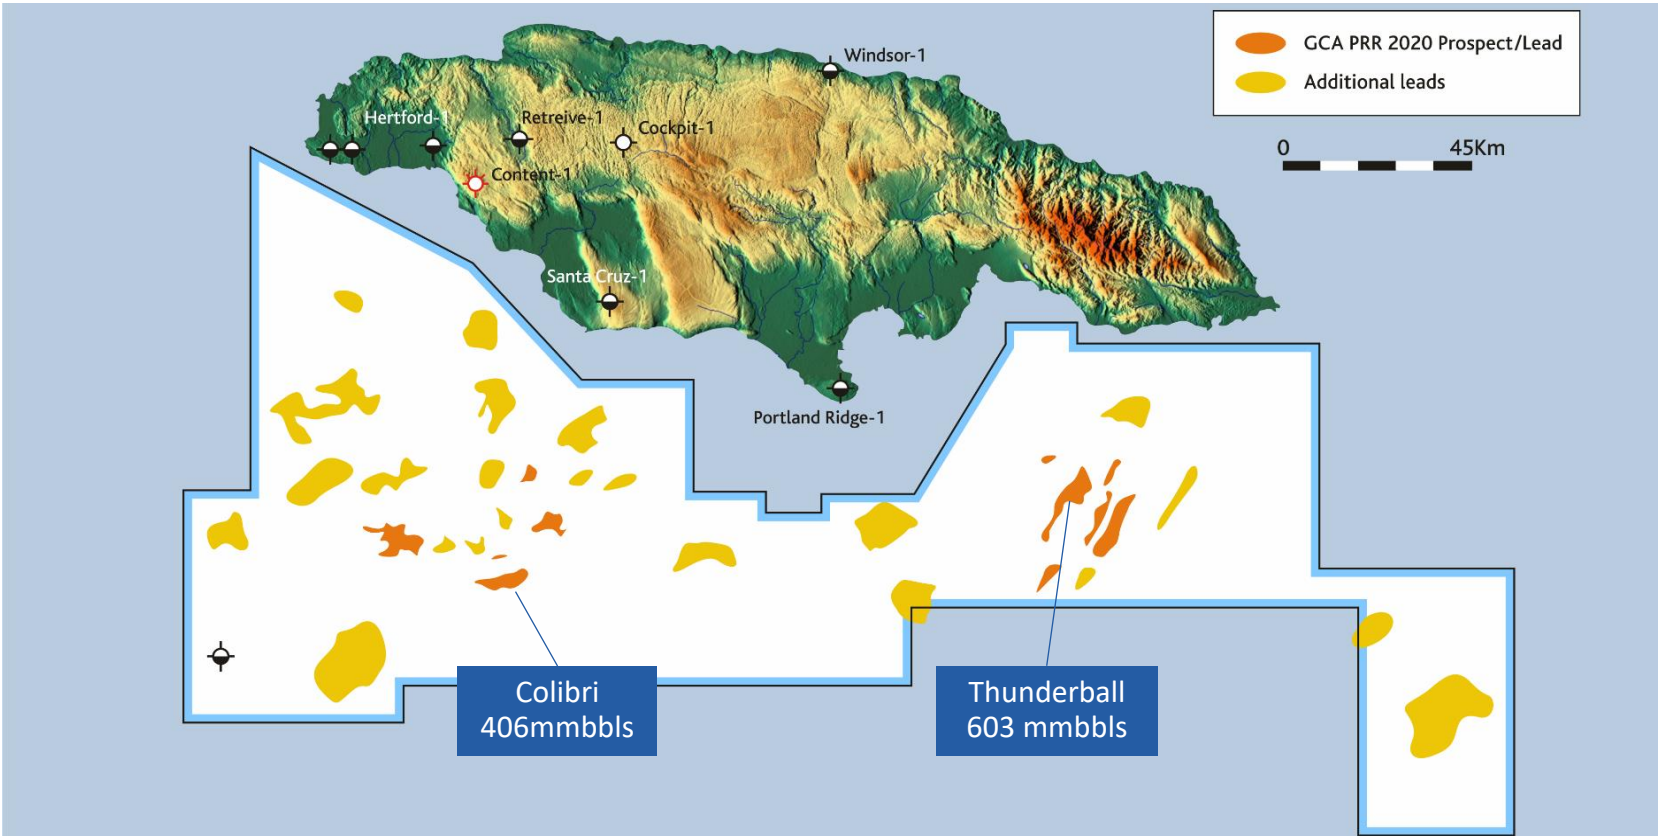 GCA PRR 2020 Prospect/Lead
Additional leads
0 45Km
Windsor-1
Hertford-1
Retreive-1
Cockpit-1
Content-1
Santa Cruz-1
Portland Ridge-1
Colibri
406mmbbls
Thunderball
603 mmbbls